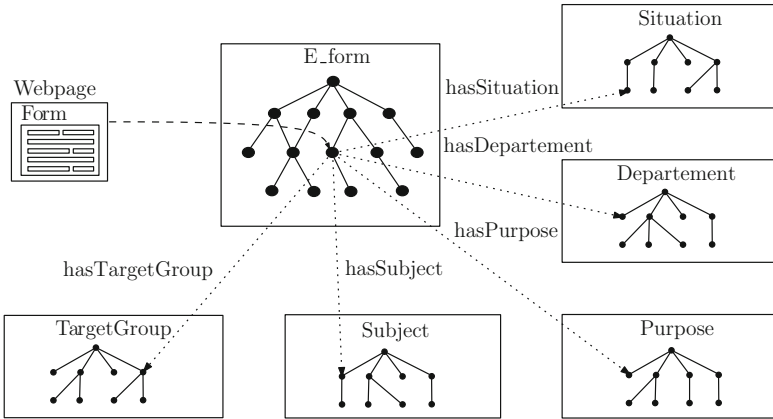 Situation
E_form
Webpage
Form
hasSituation
hasDepartement
Departement
hasPurpose
hasTargetGroup
hasSubject
TargetGroup
Subject
Purpose